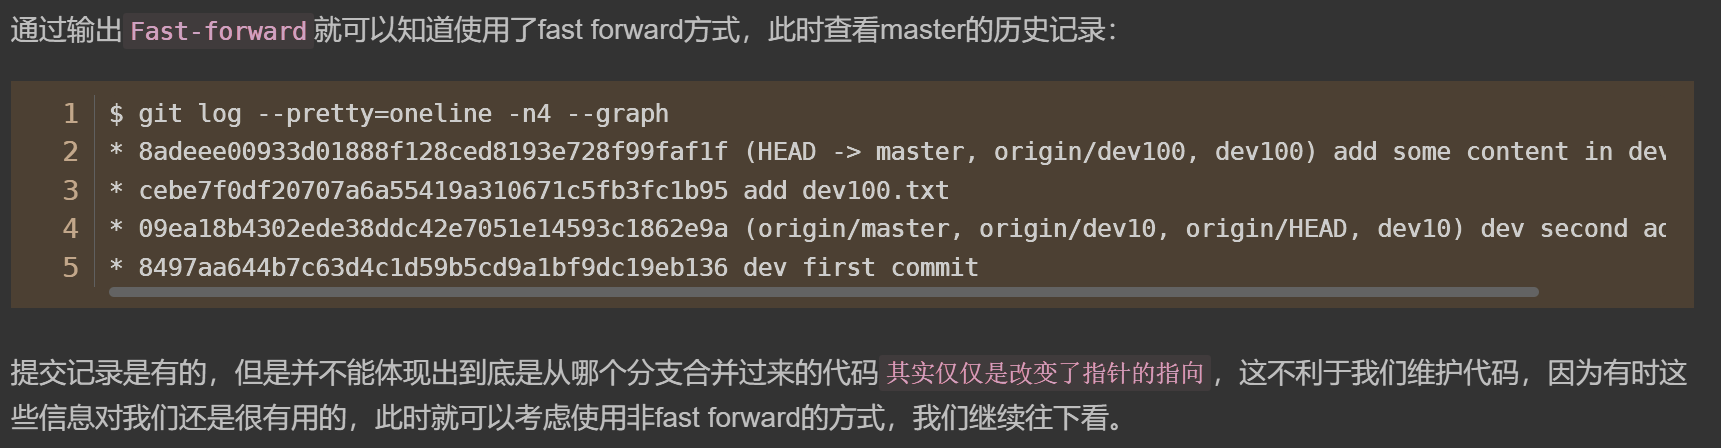 通过输出Fast-forward就可以知道使用了fast forward方式，此时查看master的历史记录：
1 $ git log --pretty=oneline -n4 --graph
2 * 8adeee00933d01888f128ced8193e728f99faf1f (HEAD -> master, origin/dev100, dev100) add some content in dev
3 * cebe7f0df20707a6a55419a310671c5fb3fc1b95 add dev100.txt
4 * 09ea18b4302ede38ddc42e7051e14593c1862e9a (origin/master, origin/dev10, origin/HEAD, dev10) dev second ad
5 * 8497aa644b7c63d4c1d59b5cd9a1bf9dc19eb136 dev first commit
提交记录是有的，但是并不能体现出到底是从哪个分支合并过来的代码其实仅仅是改变了指针的指向，这不利于我们维护代码，因为有时这
些信息对我们还是很有用的，此时就可以考虑使用非fast forward的方式，我们继续往下看。